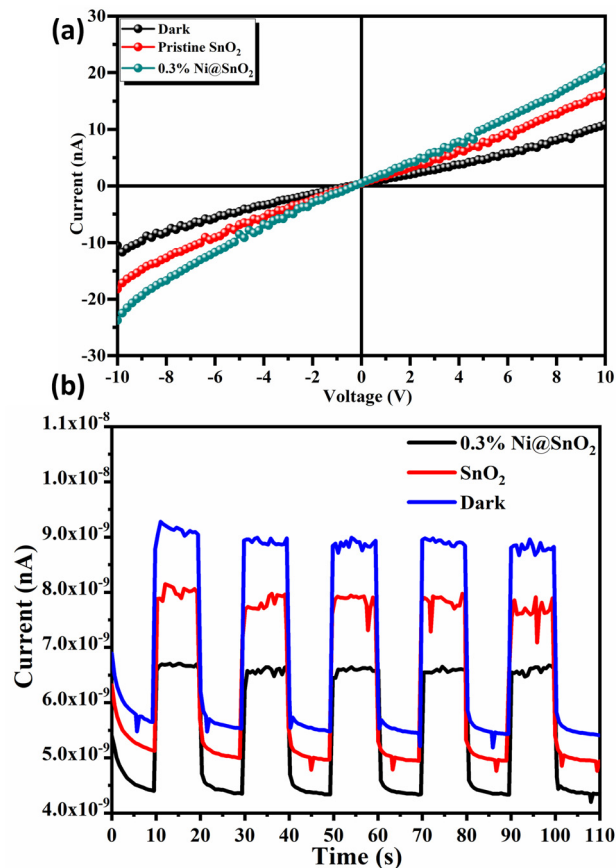 (a)
Dark
Pristine SnO₂
0.3% Ni@SnO₂
30
20
10
0
-10
-20
-30
Current (nA)
-10 -8 -6 -4 -2 0 2 4 6 8 10
Voltage (V)
(b)
0.3% Ni@SnO₂
SnO₂
Dark
1.1x10⁻⁸
1.0x10⁻⁸
9.0x10⁻⁹
8.0x10⁻⁹
7.0x10⁻⁹
6.0x10⁻⁹
5.0x10⁻⁹
4.0x10⁻⁹
Current (nA)
0 10 20 30 40 50 60 70 80 90 100 110
Time (s)